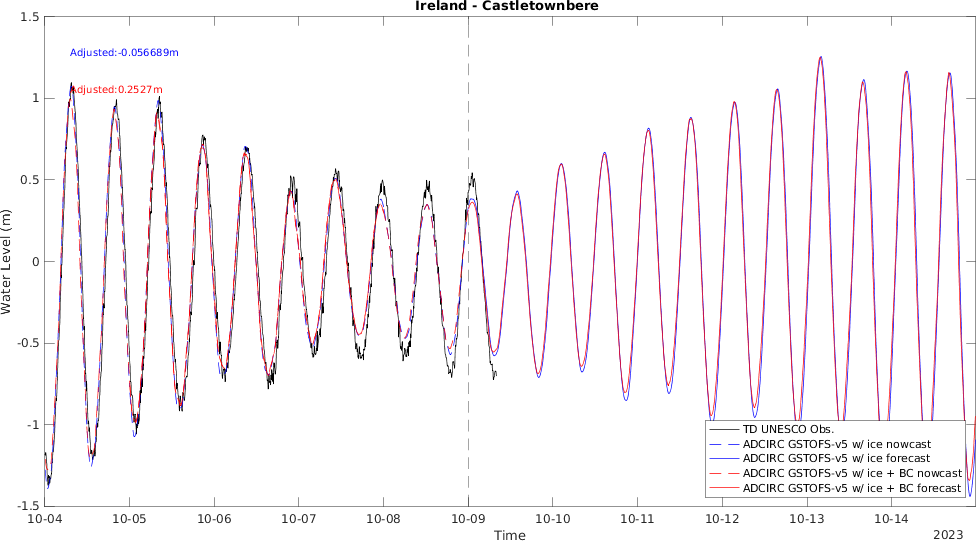 Ireland - Castletownbere
1.5
Adjusted:-0.056689m
Adjusted:0.2527m
1
0.5
0
-0.5
-1
-1.5
Water Level (m)
TD UNESCO Obs.
ADCIRC GSTOFS-v5 w/ ice nowcast
ADCIRC GSTOFS-v5 w/ ice forecast
ADCIRC GSTOFS-v5 w/ ice + BC nowcast
ADCIRC GSTOFS-v5 w/ ice + BC forecast
10-04 10-05 10-06 10-07 10-08 10-09 10-10 10-11 10-12 10-13 10-14
Time
2023